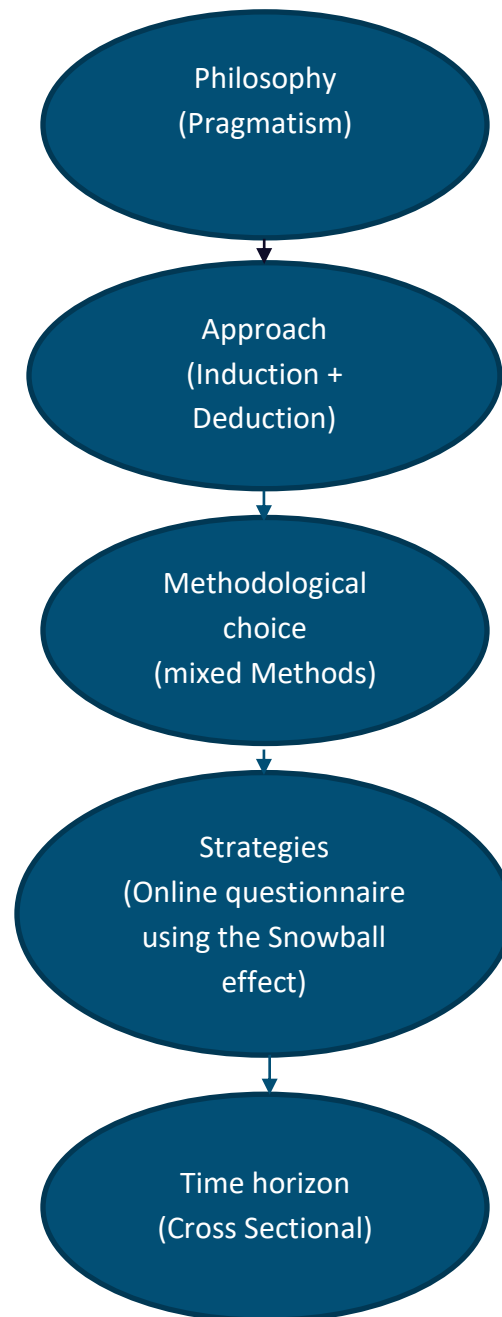 Philosophy
(Pragmatism)
Approach
(Induction +
Deduction)
Methodological
choice
(mixed Methods)
Strategies
(Online questionnaire
using the Snowball
effect)
Time horizon
(Cross Sectional)